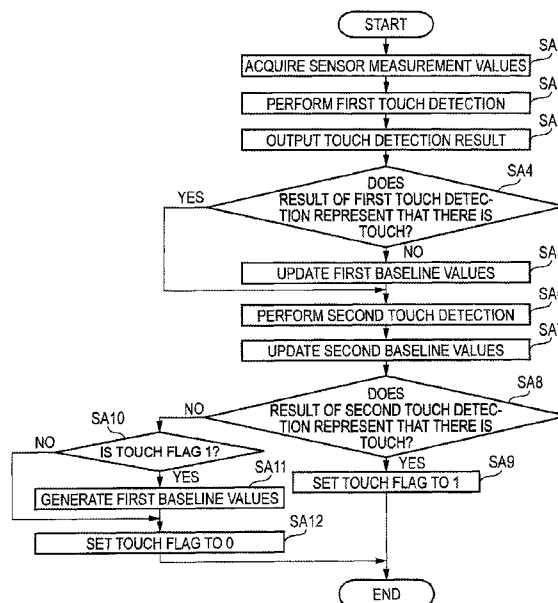 START
SA
ACQUIRE SENSOR MEASUREMENT VALUES
SA
PERFORM FIRST TOUCH DETECTION
SA
OUTPUT TOUCH DETECTION RESULT
SA4
DOES
RESULT OF FIRST TOUCH DETEC-
TION REPRESENT THAT THERE IS
TOUCH?
YES
NO
SA
UPDATE FIRST BASELINE VALUES
SA
PERFORM SECOND TOUCH DETECTION
SA
UPDATE SECOND BASELINE VALUES
SA8
DOES
RESULT OF SECOND TOUCH DETEC-
TION REPRESENT THAT THERE IS
TOUCH?
NO
SA10
NO
IS TOUCH FLAG 1?
YES
SA11
GENERATE FIRST BASELINE VALUES
YES
SA9
SET TOUCH FLAG TO 1
SA12
SET TOUCH FLAG TO 0
END